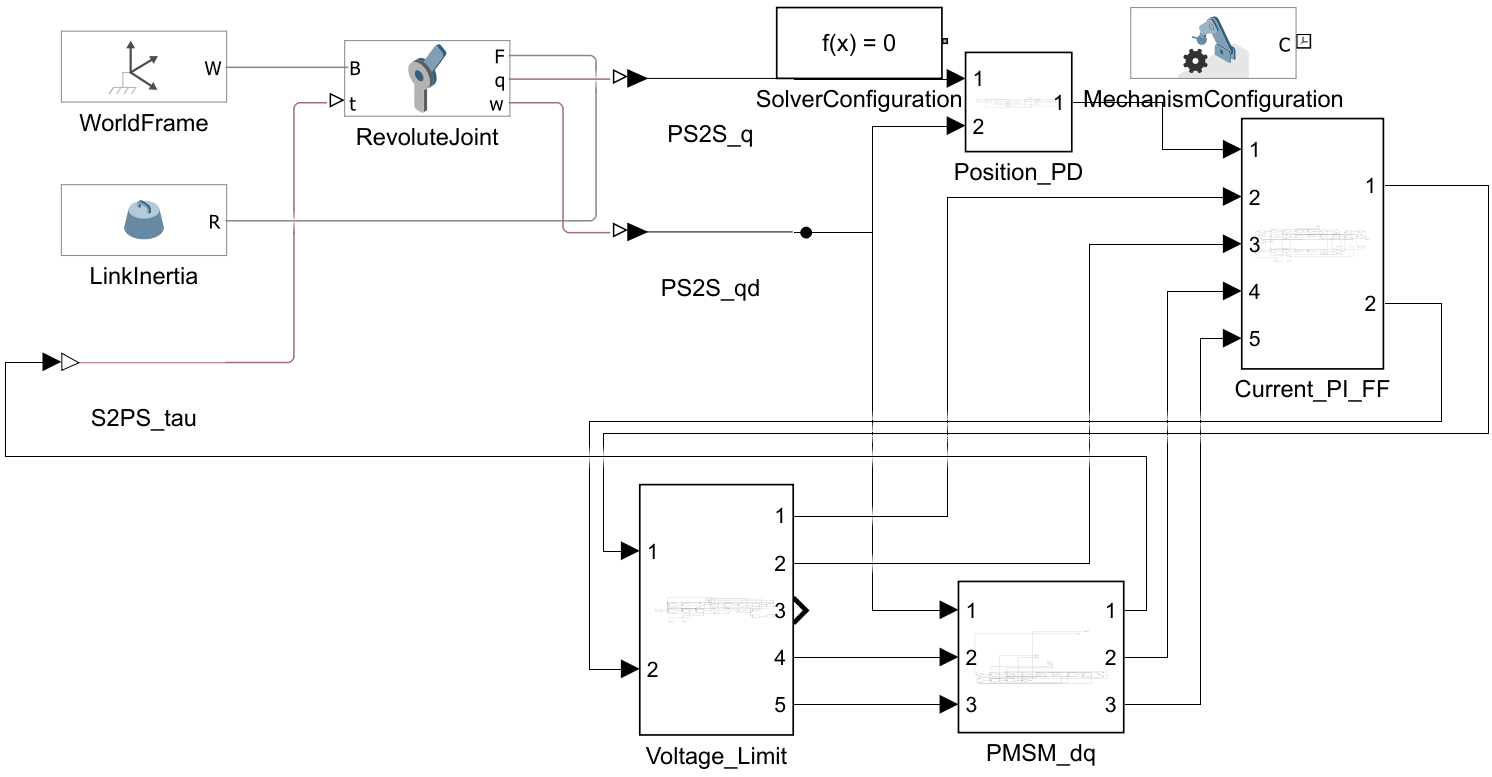 W
WorldFrame
B
t
F
q
w
RevoluteJoint
f(x) = 0
SolverConfiguration
C
MechanismConfiguration
PS2S_q
1
2
1
Position_PD
R
LinkInertia
PS2S_qd
1
2
3
4
5
1
2
Current_PI_FF
S2PS_tau
1
2
1
2
3
4
5
Voltage_Limit
1
2
3
1
2
3
PMSM_dq